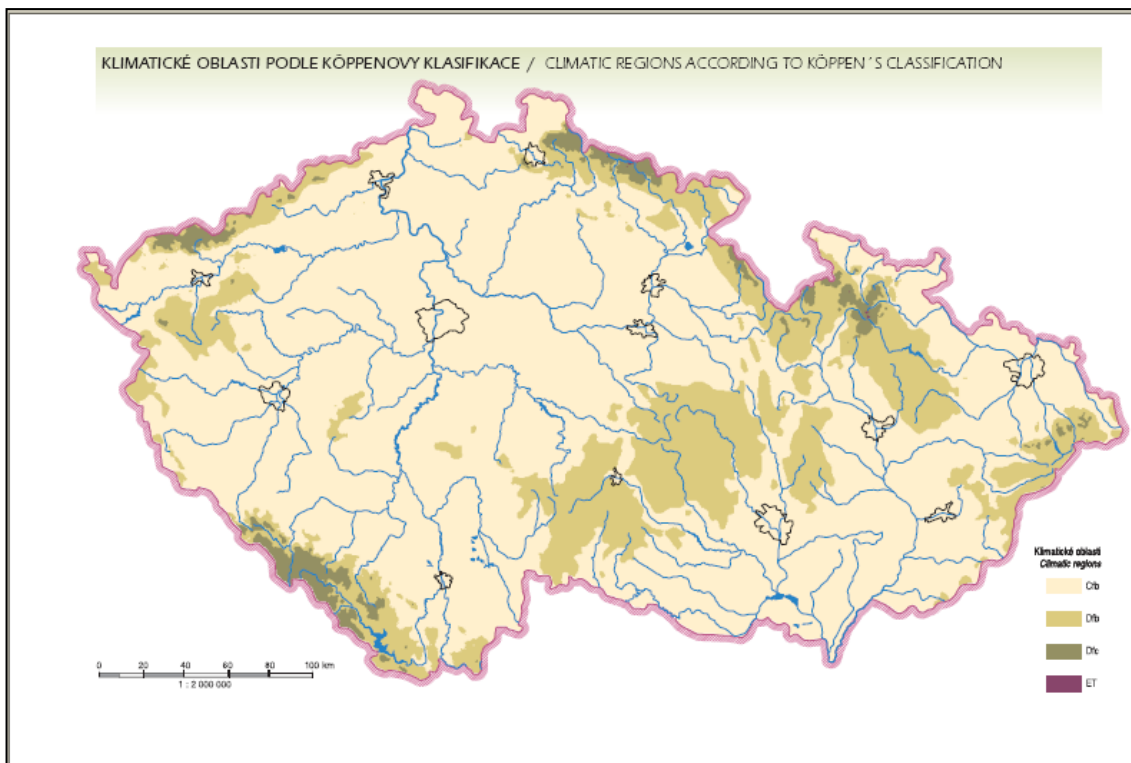 KLIMATICKÉ OBLASTI PODLE KÖPPENOVY KLASIFIKACE / CLIMATIC REGIONS ACCORDING TO KÖPPEN´S CLASSIFICATION
Klimatické oblasti
Climatic regions
Cfb
Dfb
Dfc
ET
0 20 40 60 80 100 km
1 : 2 000 000